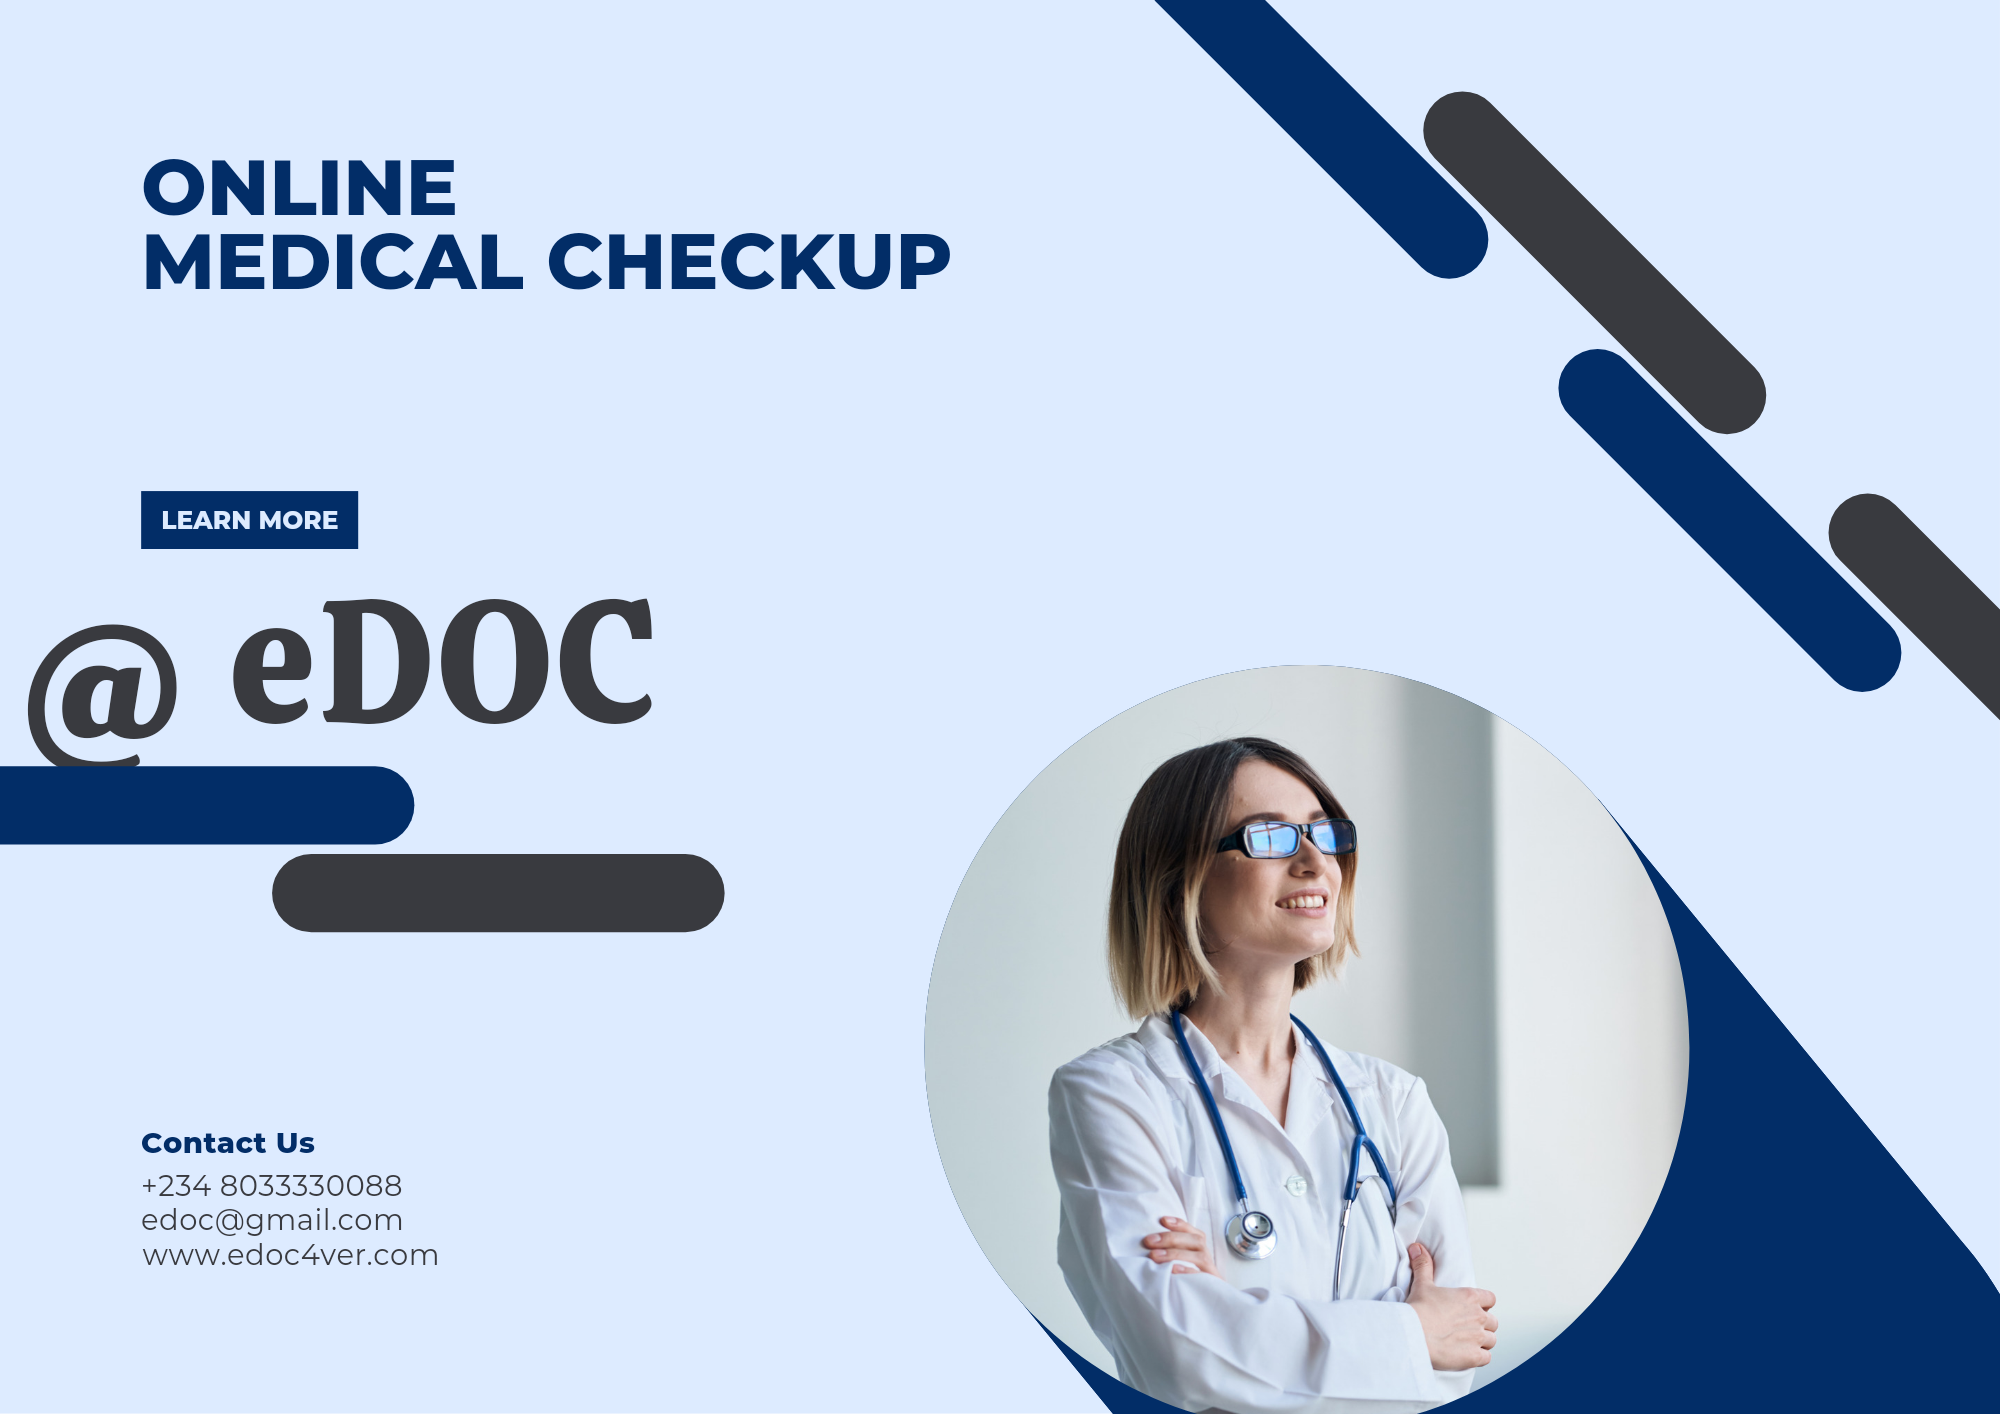 ONLINE
MEDICAL CHECKUP
LEARN MORE
@ eDOC
Contact Us
+234 8033330088
edoc@gmail.com
www.edoc4ver.com